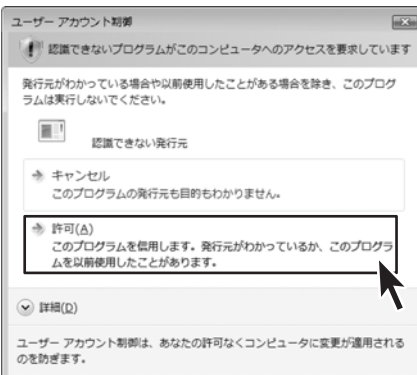 ユーザー アカウント制御
認識できないプログラムがこのコンピュータへのアクセスを要求しています
発行元がわかっている場合や以前使用したことがある場合を除き、このプログ
ラムは実行しないでください。
認識できない発行元
キャンセル
このプログラムの発行元も目的もわかりません。
許可(A)
このプログラムを信用します。発行元がわかっているか、このプログラ
ムを以前使用したことがあります。
詳細(D)
ユーザー アカウント制御は、あなたの許可なくコンピュータに変更が適用される
のを防ぎます。